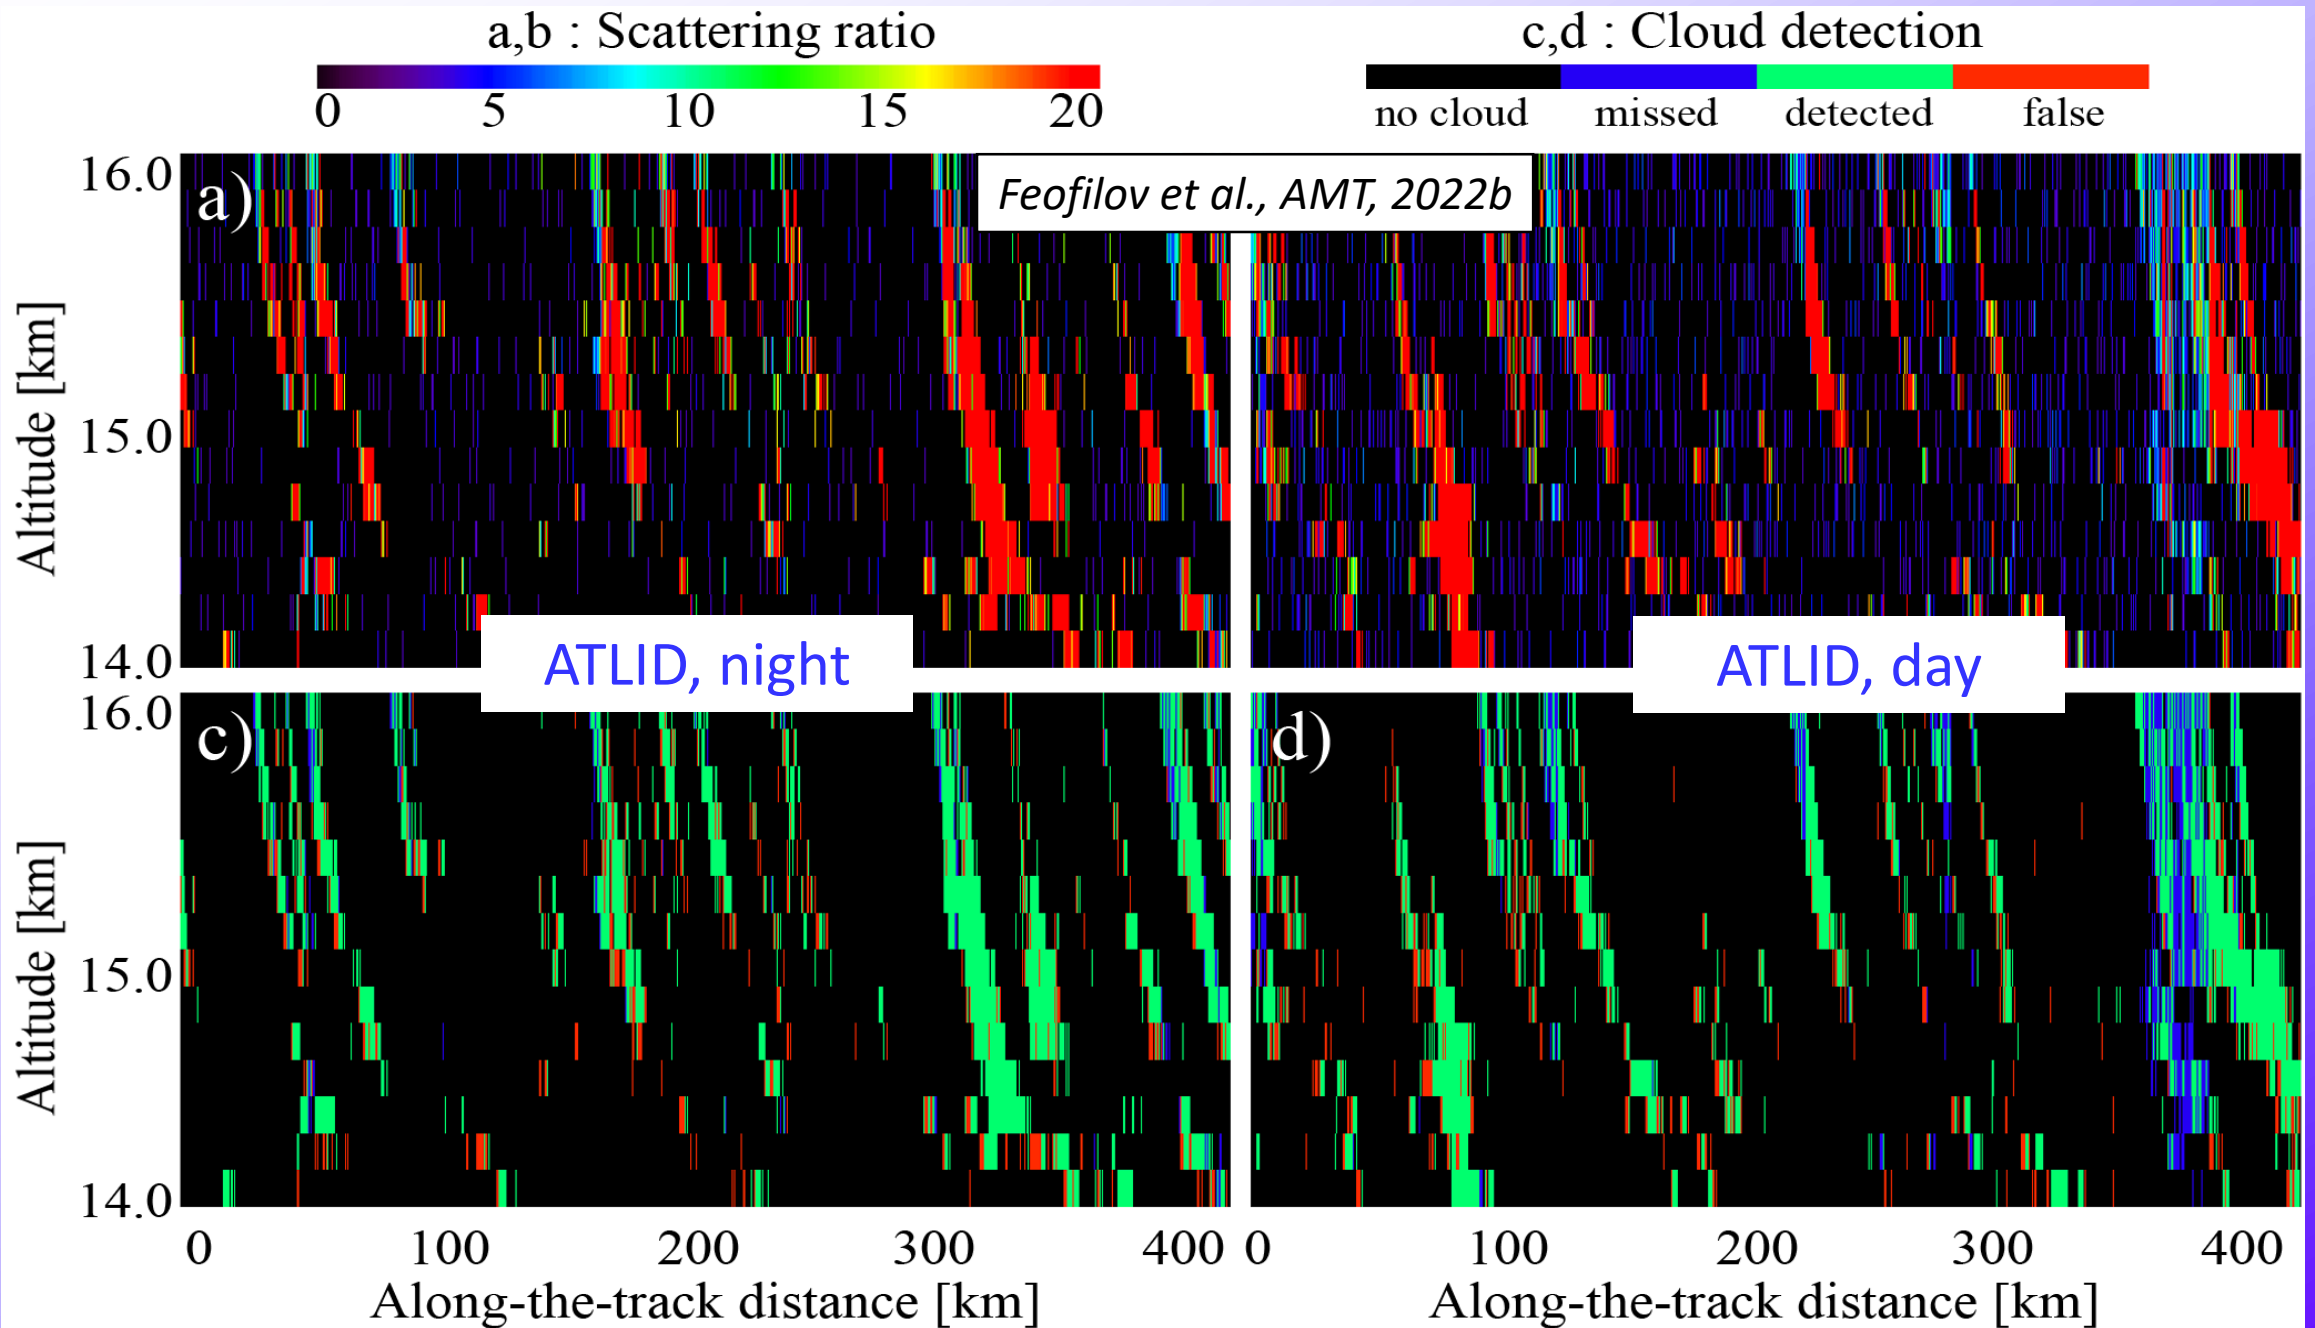 a,b : Scattering ratio
0 5 10 15 20
c,d : Cloud detection
no cloud missed detected false
Feofilov et al., AMT, 2022b
a)
16.0
15.0
14.0
Altitude [km]
ATLID, night
ATLID, day
c)
d)
16.0
15.0
14.0
Altitude [km]
0 100 200 300 400
0 100 200 300 400
Along-the-track distance [km]
Along-the-track distance [km]